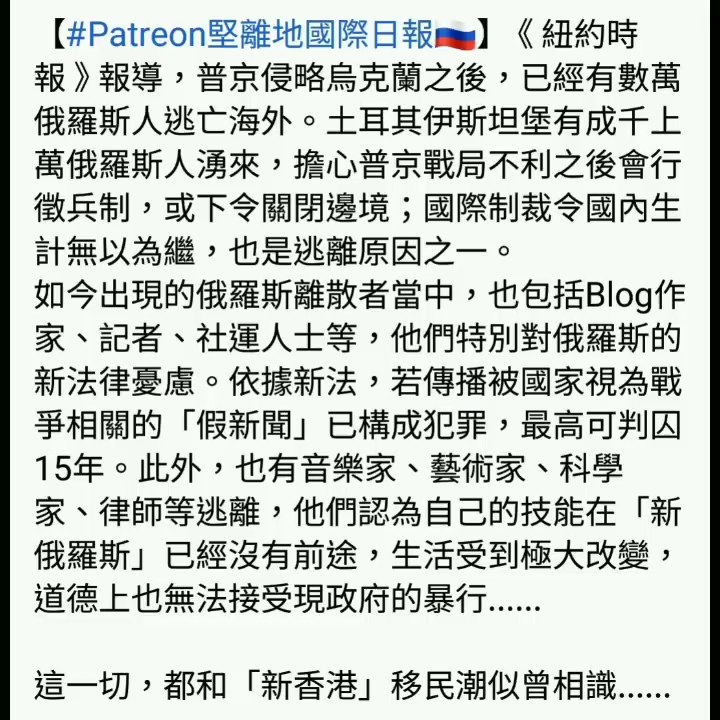 【#Patreon堅離地國際日報🇷🇺】《紐約時
報》報導，普京侵略烏克蘭之後，已經有數萬
俄羅斯人逃亡海外。土耳其伊斯坦堡有成千上
萬俄羅斯人湧來，擔心普京戰局不利之後會行
徵兵制，或下令關閉邊境；國際制裁令國內生
計無以為繼，也是逃離原因之一。
如今出現的俄羅斯離散者當中，也包括Blog作
家、記者、社運人士等，他們特別對俄羅斯的
新法律憂慮。依據新法，若傳播被國家視為戰
爭相關的「假新聞」已構成犯罪，最高可判囚
15年。此外，也有音樂家、藝術家、科學
家、律師等逃離，他們認為自己的技能在「新
俄羅斯」已經沒有前途，生活受到極大改變，
道德上也無法接受現政府的暴行......
這一切，都和「新香港」移民潮似曾相識......